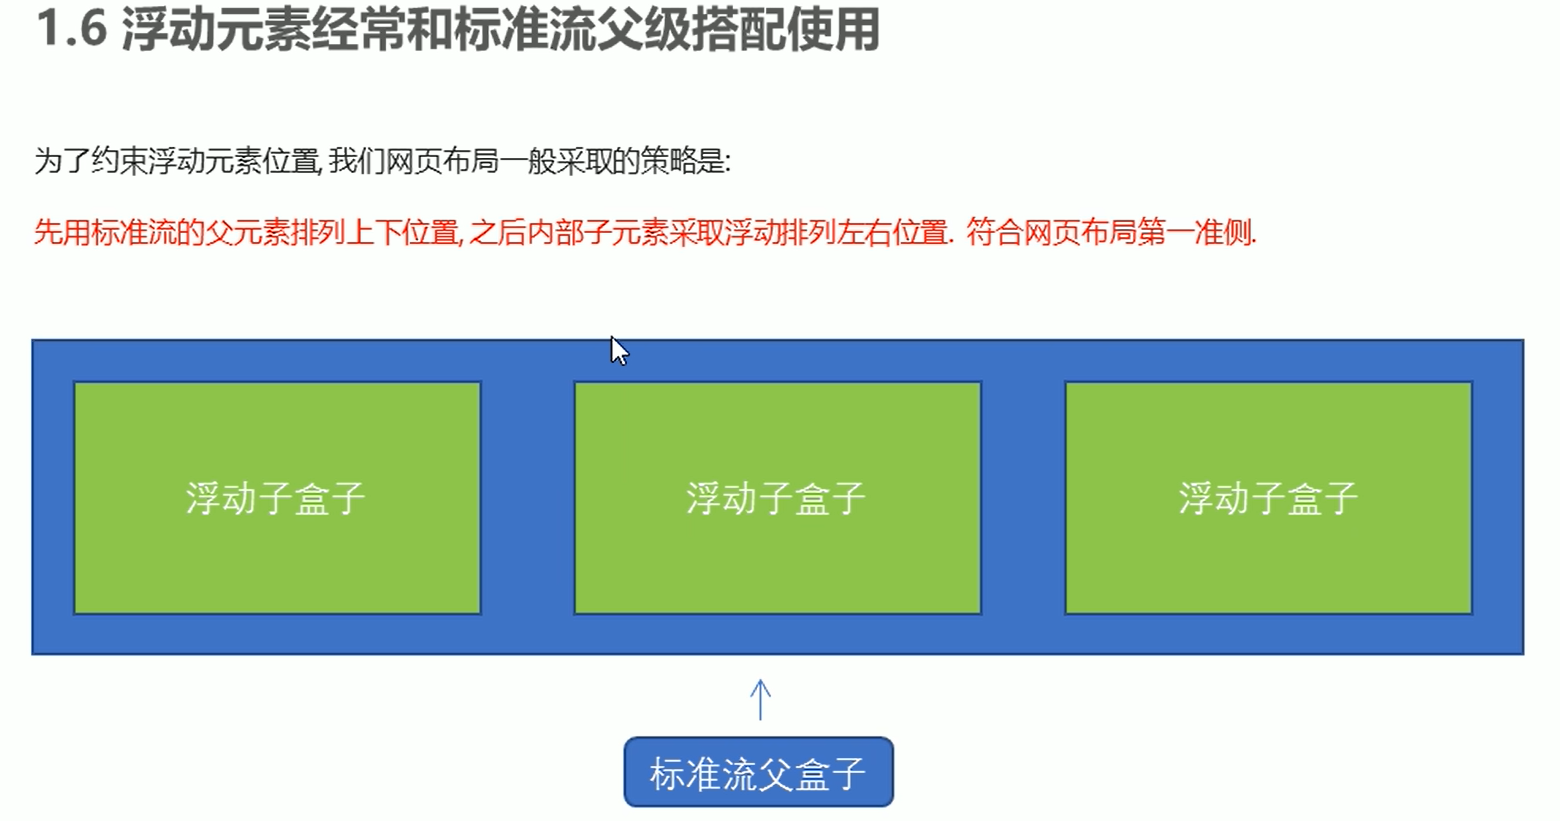 1.6 浮动元素经常和标准流父级搭配使用
为了约束浮动元素位置, 我们网页布局一般采取的策略是:
先用标准流的父元素排列上下位置, 之后内部子元素采取浮动排列左右位置. 符合网页布局第一准侧.
浮动子盒子
浮动子盒子
浮动子盒子
标准流父盒子